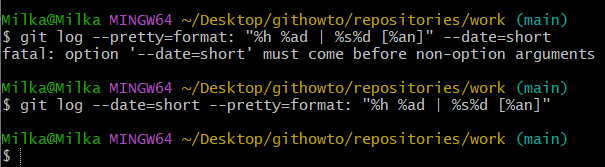 Milka@Milka MINGW64 ~/Desktop/githowto/repositories/work (main)
$ git log --pretty=format: "%h %ad | %s%d [%an]" --date=short
fatal: option '--date=short' must come before non-option arguments
Milka@Milka MINGW64 ~/Desktop/githowto/repositories/work (main)
$ git log --date=short --pretty=format: "%h %ad | %s%d [%an]"
Milka@Milka MINGW64 ~/Desktop/githowto/repositories/work (main)
$